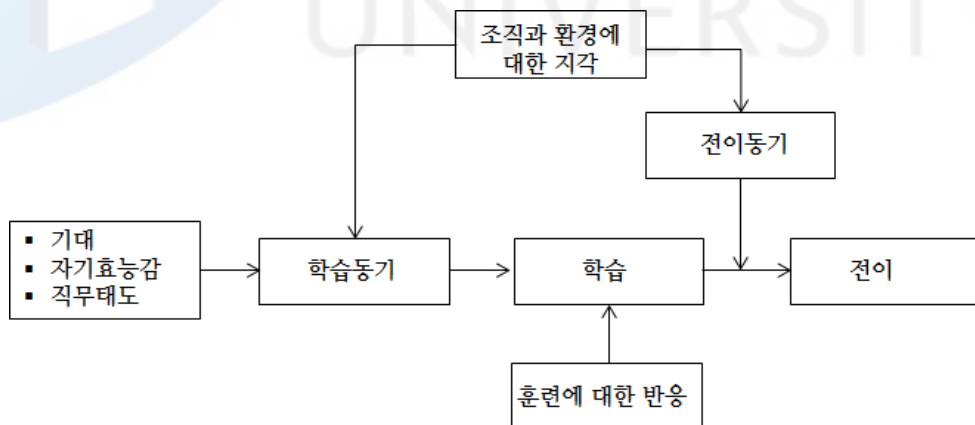 UNIVERSIT
조직과 환경에
대한 지각
전이동기
▪ 기대
▪ 자기효능감
▪ 직무태도
학습동기
학습
전이
훈련에 대한 반응